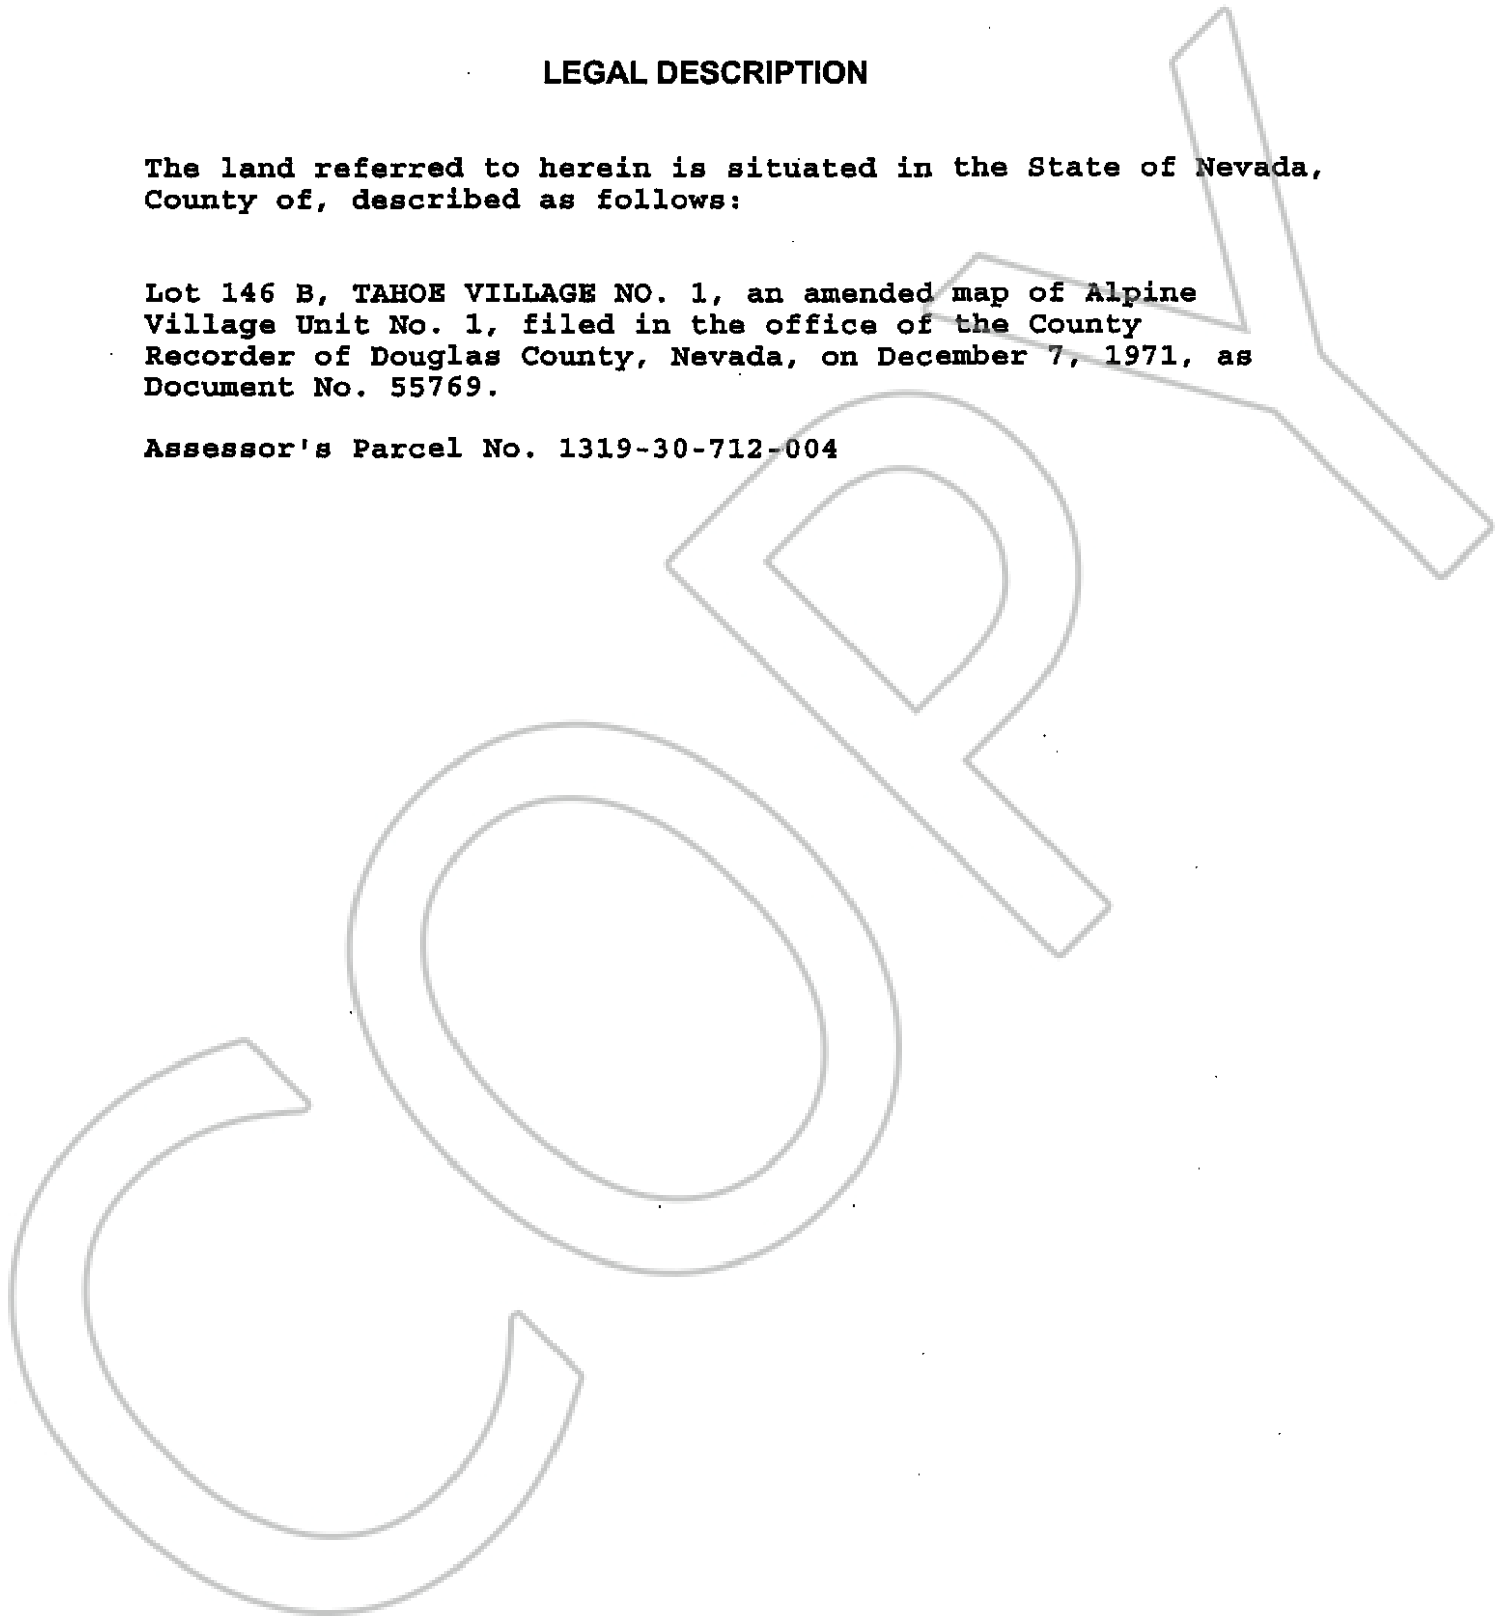 LEGAL DESCRIPTION
The land referred to herein is situated in the State of Nevada,
County of, described as follows:
Lot 146 B, TAHOE VILLAGE NO. 1, an amended map of Alpine
Village Unit No. 1, filed in the office of the County
Recorder of Douglas County, Nevada, on December 7, 1971, as
Document No. 55769.
Assessor's Parcel No. 1319-30-712-004
COPY